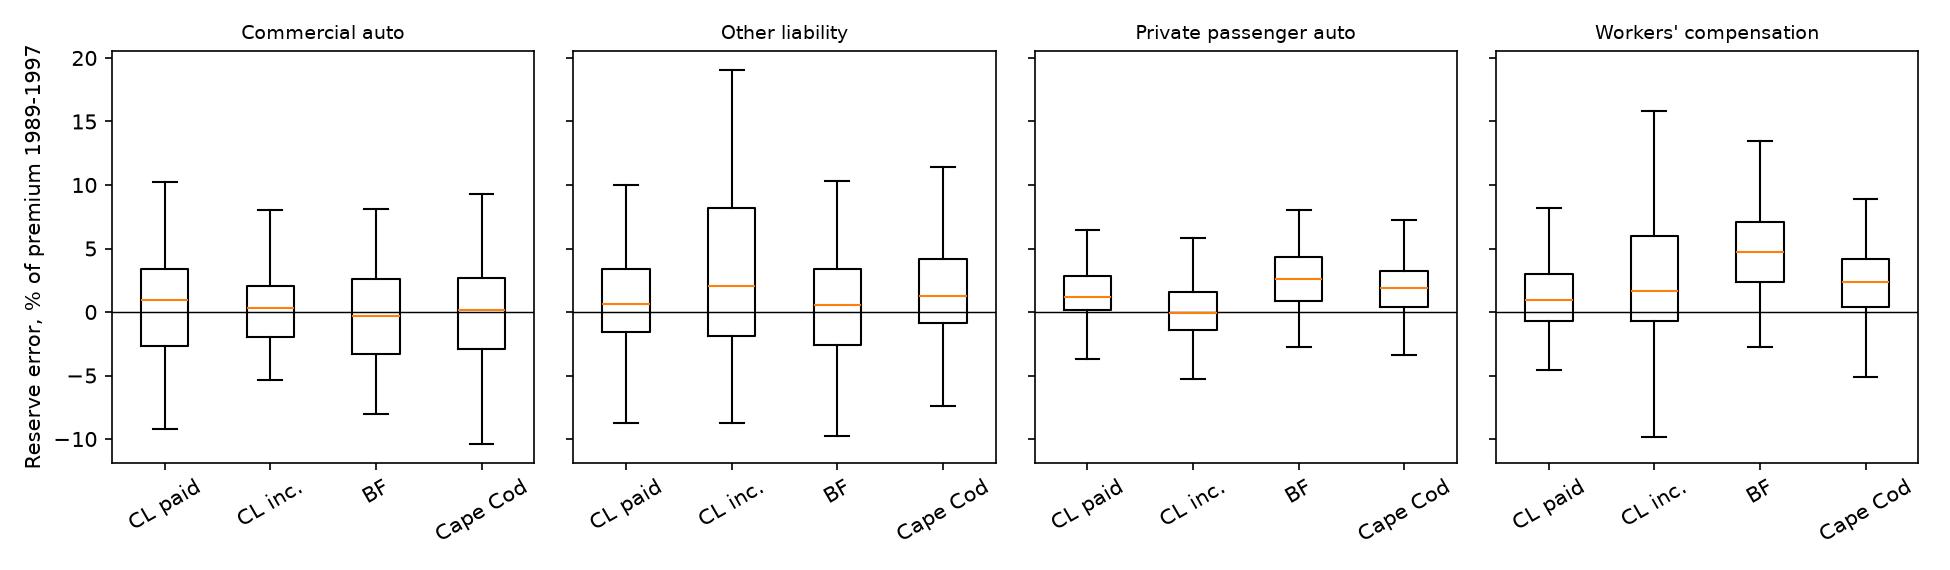 Commercial auto
Other liability
Private passenger auto
Workers' compensation
Reserve error, % of premium 1989-1997
20
15
10
5
0
−5
−10
CL paid
CL inc.
BF
Cape Cod
CL paid
CL inc.
BF
Cape Cod
CL paid
CL inc.
BF
Cape Cod
CL paid
CL inc.
BF
Cape Cod